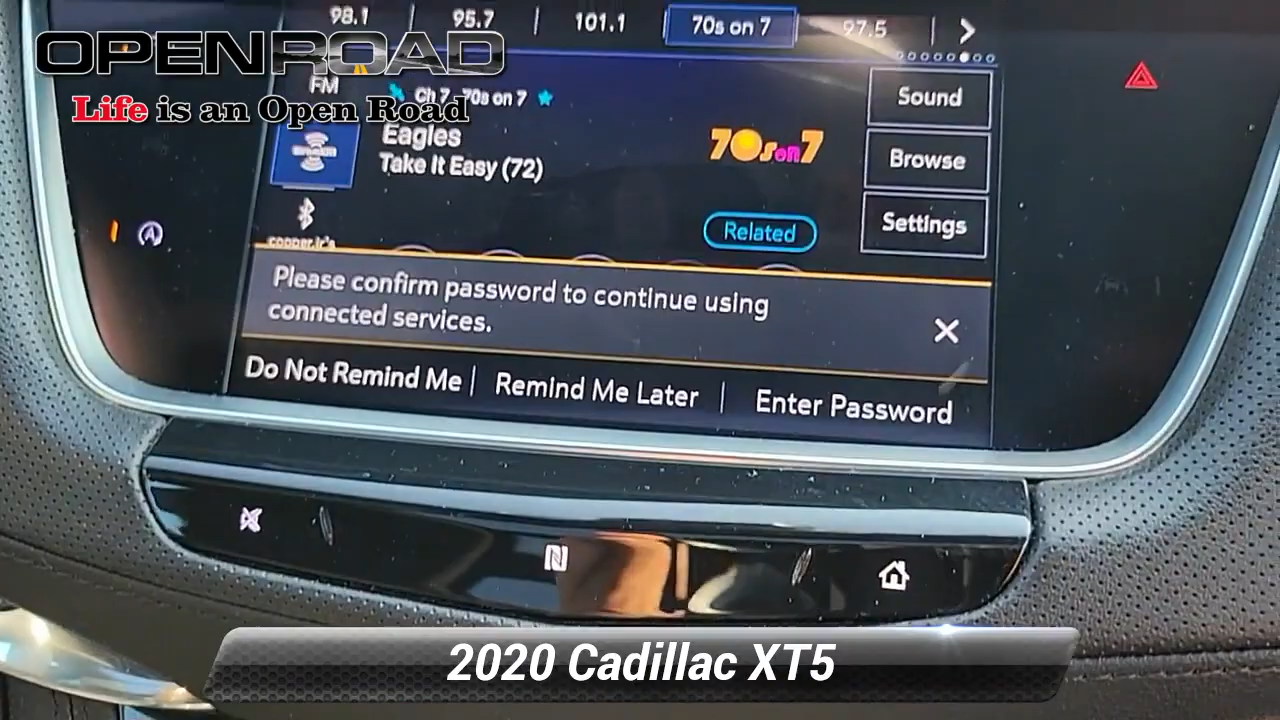 98.1 95.7 101.1 70s on 7 97.5
OPENROAD
Life is an Open Road
FM
Ch 7 70s on 7
Eagles
Take It Easy (72)
70s on 7
Sound
Browse
Settings
Related
Please confirm password to continue using
connected services.
Do Not Remind Me Remind Me Later Enter Password
2020 Cadillac XT5